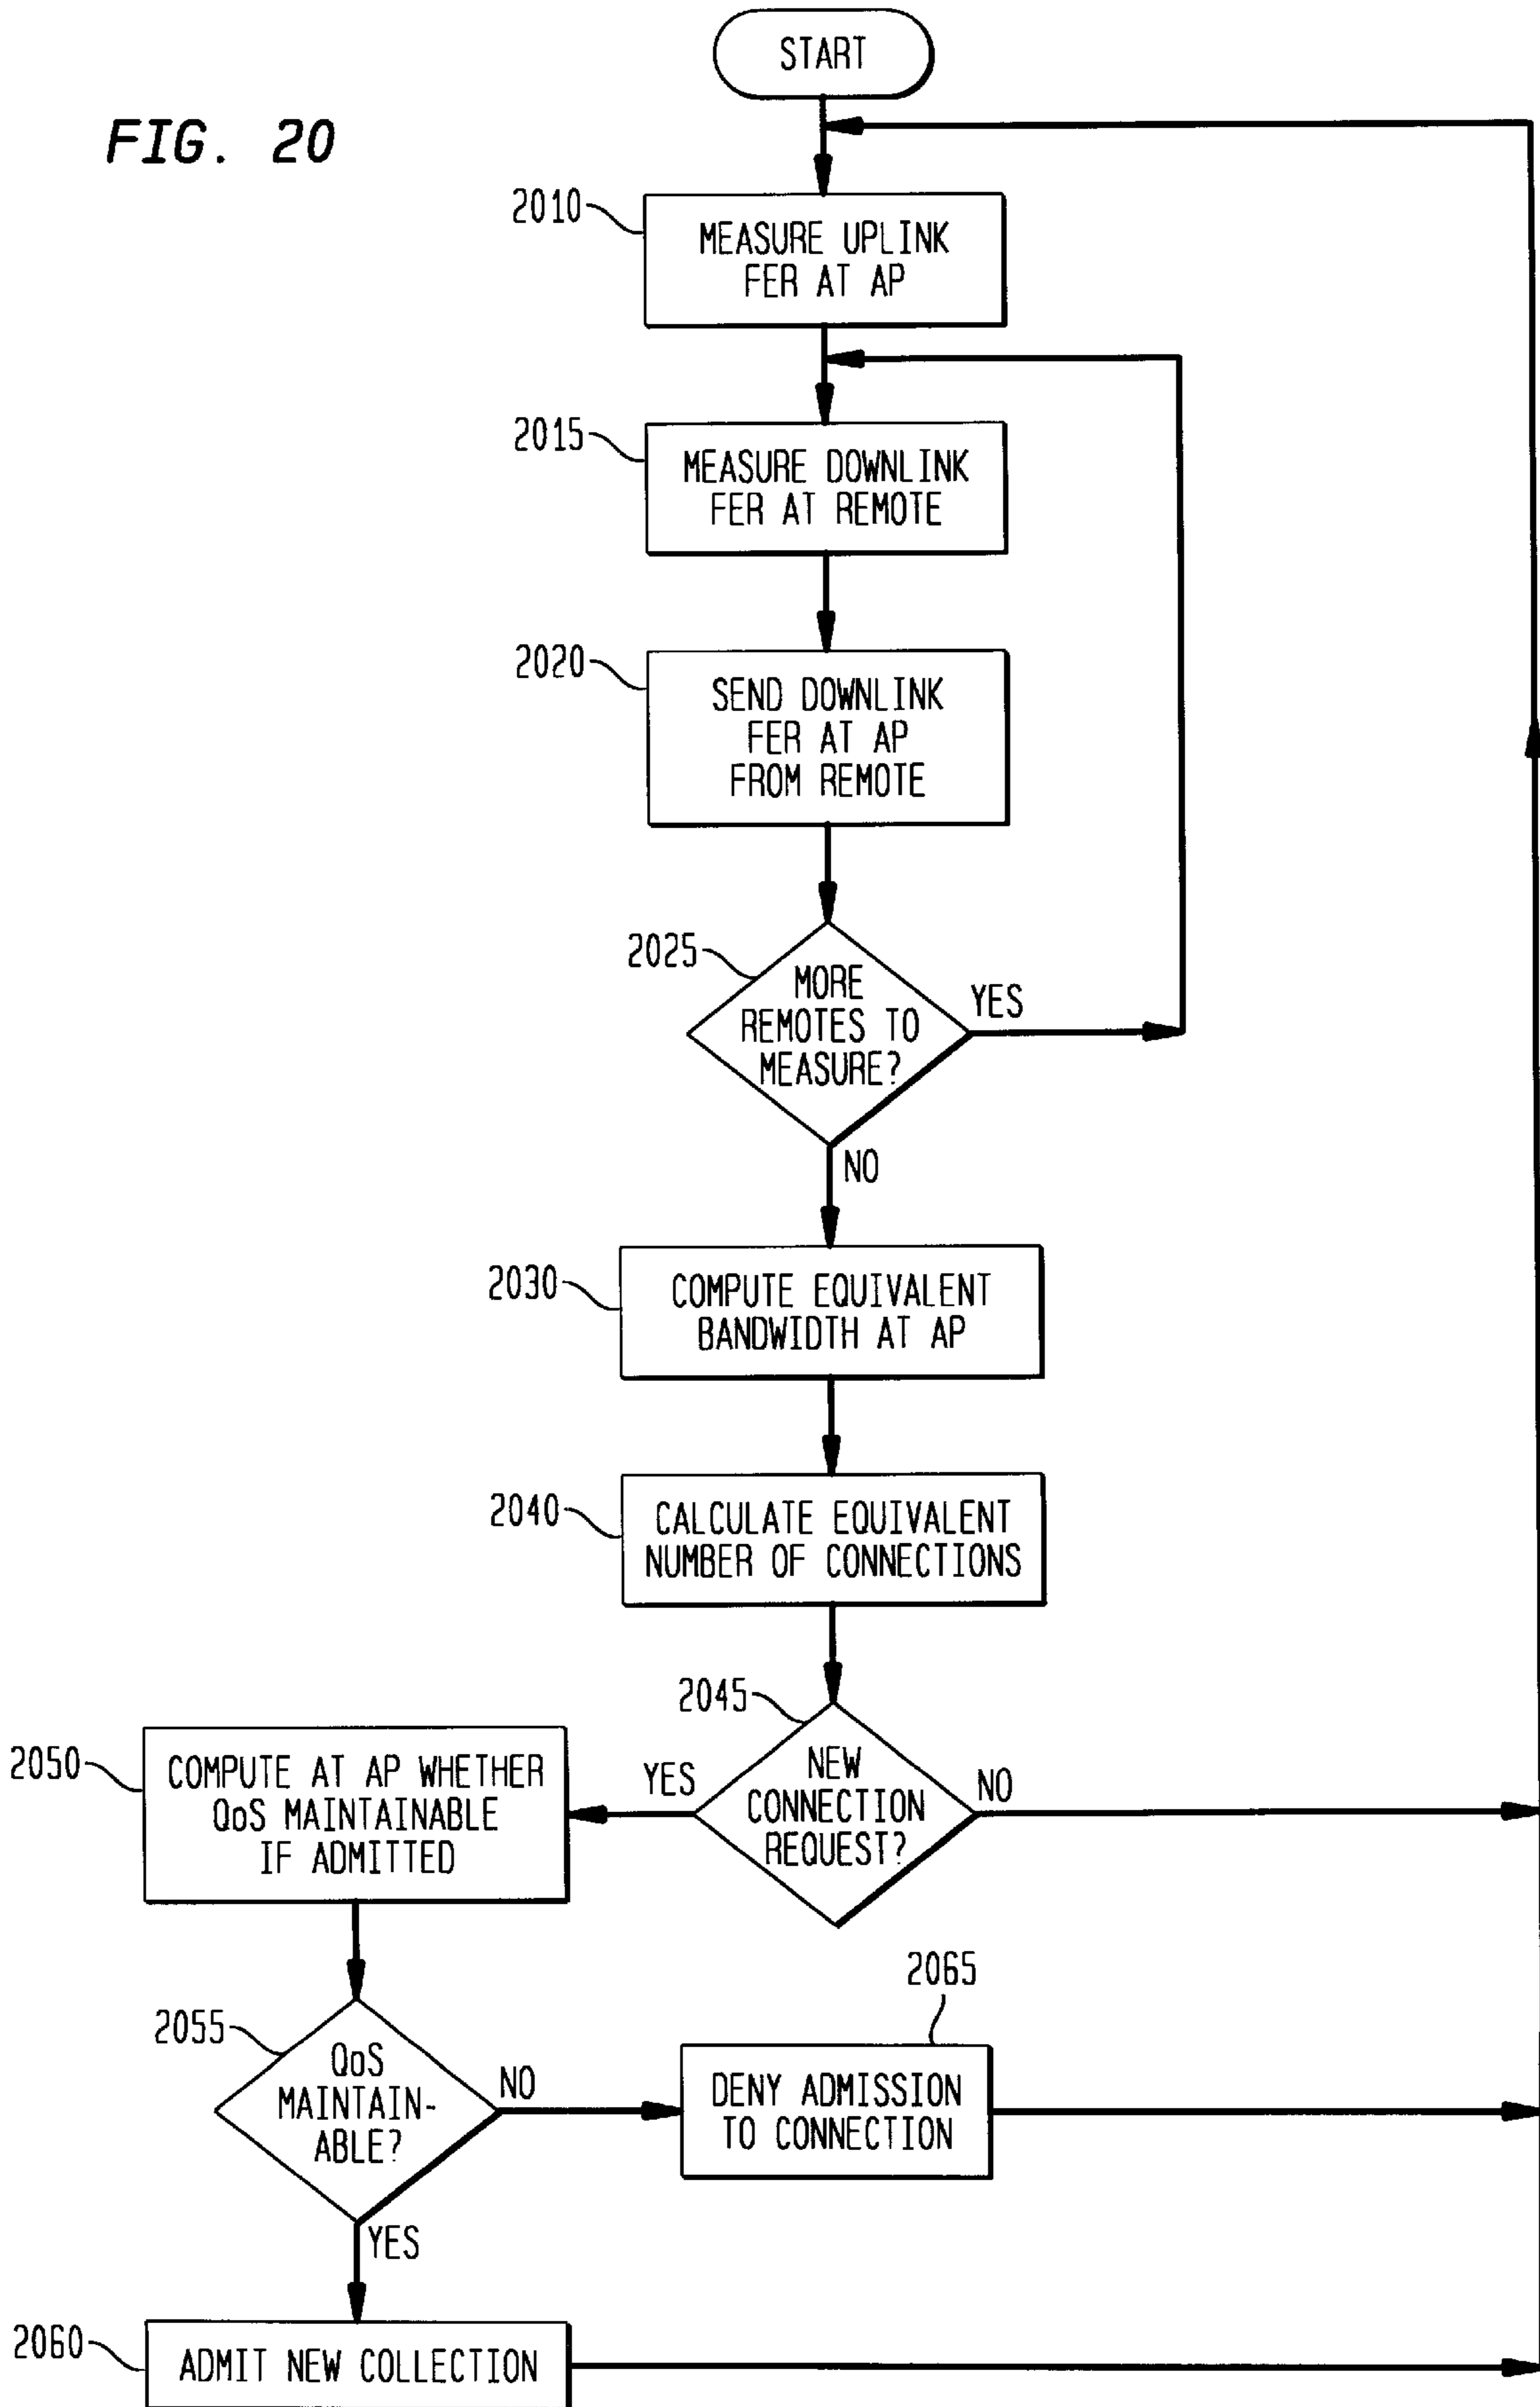 START
FIG. 20
2010
MEASURE UPLINK
FER AT AP
2015
MEASURE DOWNLINK
FER AT REMOTE
2020
SEND DOWNLINK
FER AT AP
FROM REMOTE
2025
MORE
REMOTES TO
MEASURE?
YES
NO
2030
COMPUTE EQUIVALENT
BANDWIDTH AT AP
2040
CALCULATE EQUIVALENT
NUMBER OF CONNECTIONS
2045
NEW
CONNECTION
REQUEST?
YES
NO
2050
COMPUTE AT AP WHETHER
QoS MAINTAINABLE
IF ADMITTED
2055
QoS
MAINTAIN-
ABLE?
NO
YES
2065
DENY ADMISSION
TO CONNECTION
2060
ADMIT NEW COLLECTION